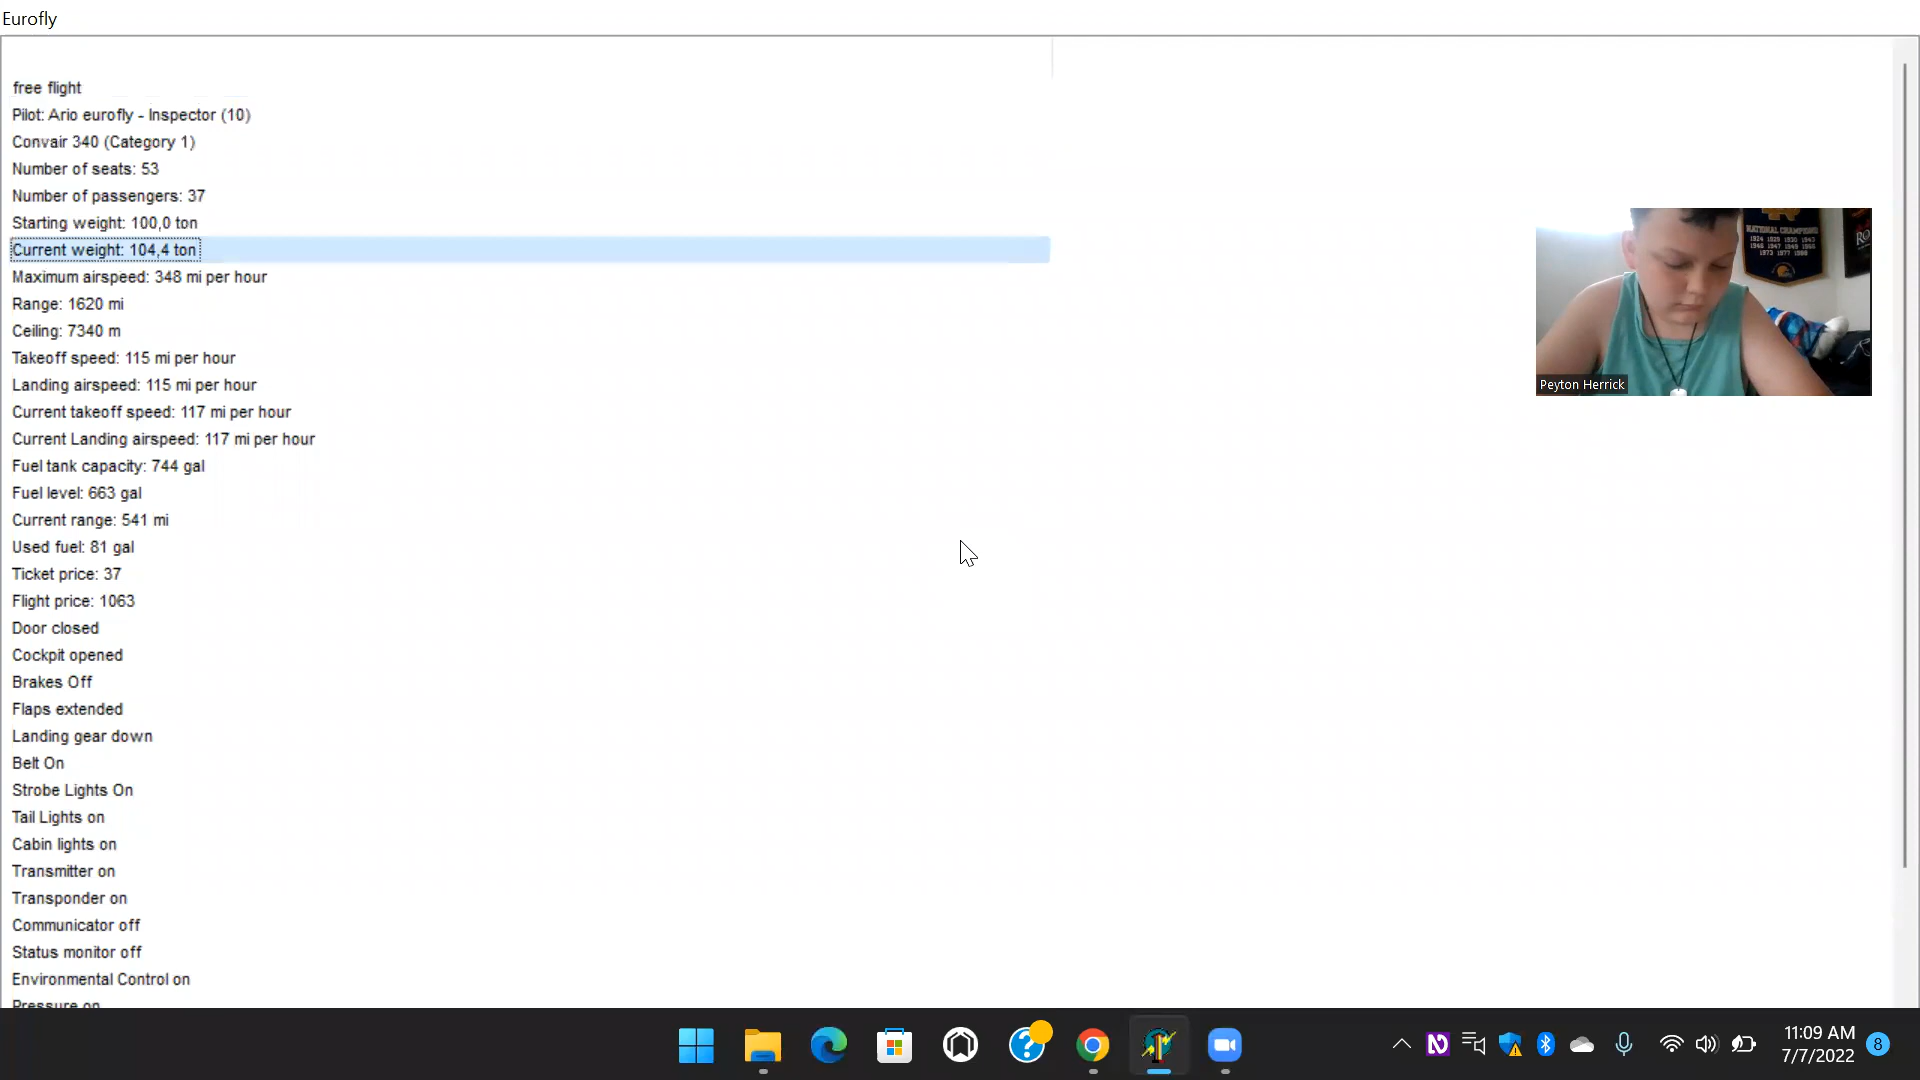 Eurofly
free flight
Pilot: Ario eurofly - Inspector (10)
Convair 340 (Category 1)
Number of seats: 53
Number of passengers: 37
Starting weight: 100,0 ton
Current weight: 104,4 ton
Maximum airspeed: 348 mi per hour
Range: 1620 mi
Ceiling: 7340 m
Takeoff speed: 115 mi per hour
Landing airspeed: 115 mi per hour
Current takeoff speed: 117 mi per hour
Current Landing airspeed: 117 mi per hour
Fuel tank capacity: 744 gal
Fuel level: 663 gal
Current range: 541 mi
Used fuel: 81 gal
Ticket price: 37
Flight price: 1063
Door closed
Cockpit opened
Brakes Off
Flaps extended
Landing gear down
Belt On
Strobe Lights On
Tail Lights on
Cabin lights on
Transmitter on
Transponder on
Communicator off
Status monitor off
Environmental Control on
Pressure on
NATIONAL CHAMPIONS
Peyton Herrick
11:09 AM
7/7/2022
8